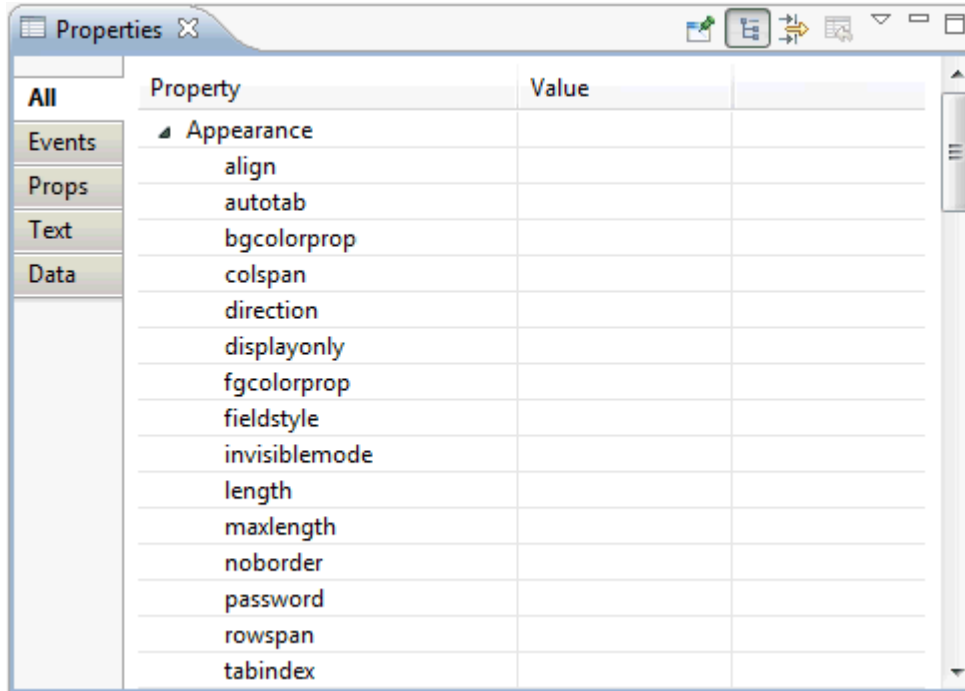 Properties
All
Events
Props
Text
Data
Property Value
Appearance
align
autotab
bgcolorprop
colspan
direction
displayonly
fgcolorprop
fieldstyle
invisiblemode
length
maxlength
noborder
password
rowspan
tabindex